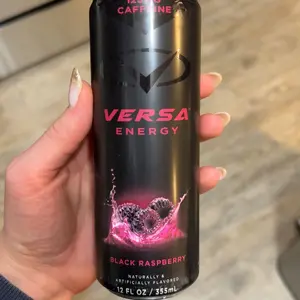 CAFFEINE
VERSA
ENERGY
BLACK RASPBERRY
NATURALLY &
ARTIFICIALLY FLAVORED
12 FL OZ / 355mL